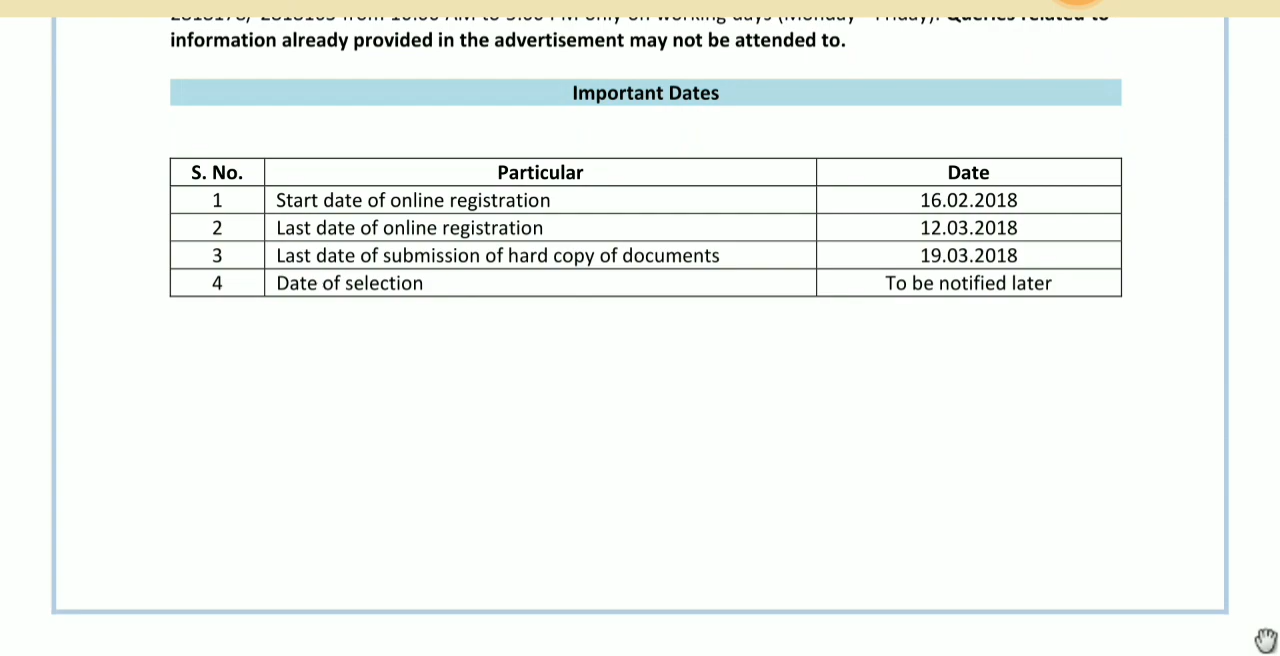 information already provided in the advertisement may not be attended to.
Important Dates
S. No. Particular Date
1 Start date of online registration 16.02.2018
2 Last date of online registration 12.03.2018
3 Last date of submission of hard copy of documents 19.03.2018
4 Date of selection To be notified later